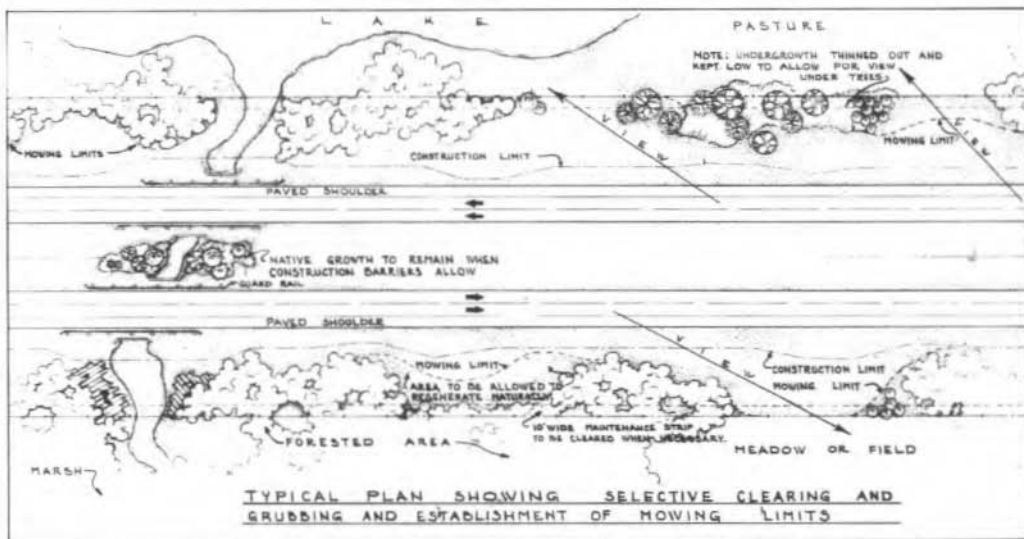 LAKE
PASTURE
NOTE: UNDERGROWTH THINNED OUT AND
KEPT LOW TO ALLOW FOR VIEW
UNDER TREES
VIEW
VIEW
MOWING LIMITS
CONSTRUCTION LIMIT
MOWING LIMIT
PAVED SHOULDER
NATIVE GROWTH TO REMAIN WHEN
CONSTRUCTION BARRIERS ALLOW
GUARD RAIL
PAVED SHOULDER
VIEW
MOWING LIMIT
CONSTRUCTION LIMIT
MOWING LIMIT
AREA TO BE ALLOWED TO
REGENERATE NATURALLY
10' WIDE MAINTENANCE STRIP
TO BE CLEARED WHEN NECESSARY.
FORESTED AREA
MEADOW OR FIELD
MARSH
TYPICAL PLAN SHOWING SELECTIVE CLEARING AND
GRUBBING AND ESTABLISHMENT OF MOWING LIMITS